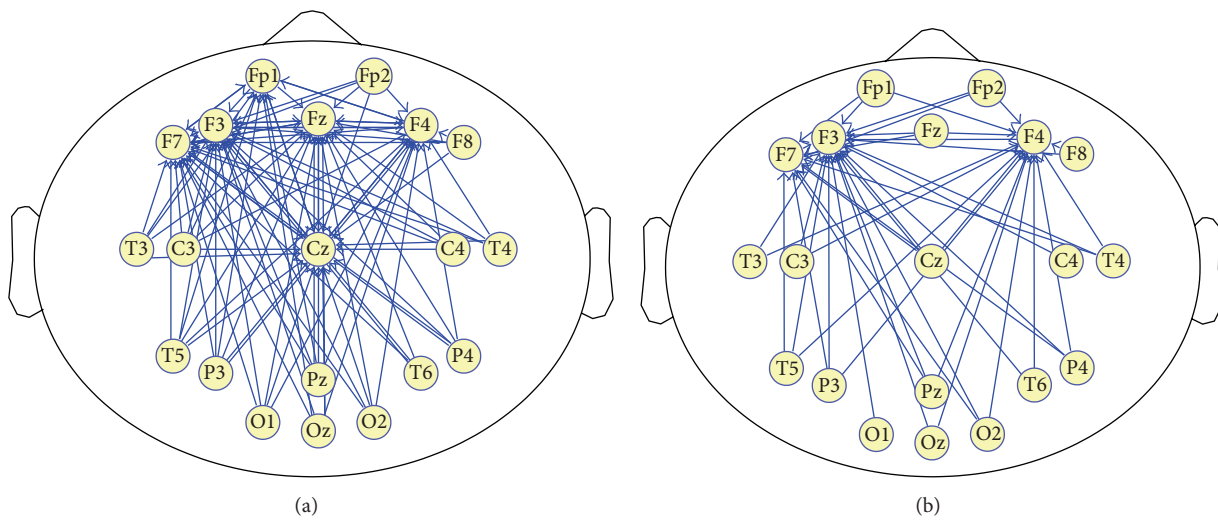 Fp1 Fp2 Fp1 Fp2
F7 F3 Fz F4 F8 F7 F3 Fz F4 F8
T3 C3 Cz C4 T4 T3 C3 Cz C4 T4
T5 P3 Pz T6 P4 T5 P3 Pz T6 P4
O1 Oz O2 O1 Oz O2
(a) (b)